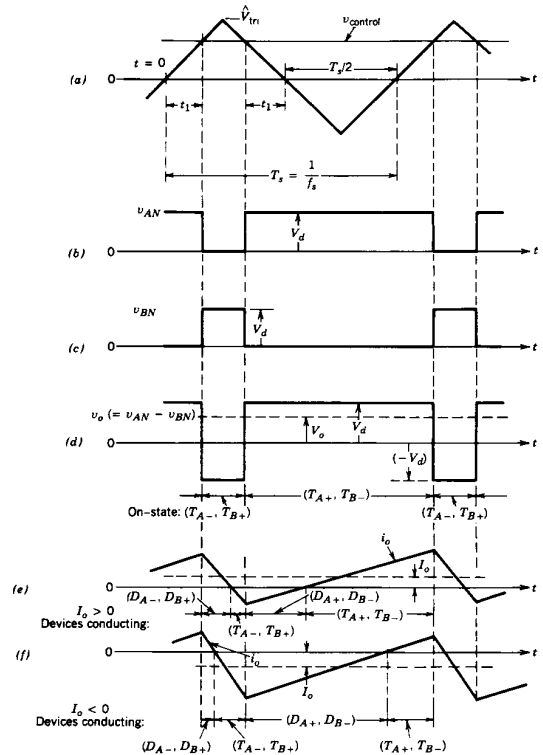 V̂tri
vcontrol
t = 0
Ts/2
(a)
0
t
t1
t1
Ts = 1/fs
vAN
Vd
(b)
0
t
vBN
Vd
(c)
0
t
vo (= vAN − vBN)
Vo
Vd
(d)
0
t
(−Vd)
On-state: (TA−, TB+)
(TA+, TB−)
(TA−, TB+)
io
Io
(e)
0
t
(DA−, DB+)
(DA+, DB−)
Io > 0
Devices conducting:
(TA−, TB+)
(TA+, TB−)
(f)
io
0
t
Io
Io < 0
Devices conducting:
(DA+, DB−)
(DA−, DB+)
(TA−, TB+)
(TA+, TB−)